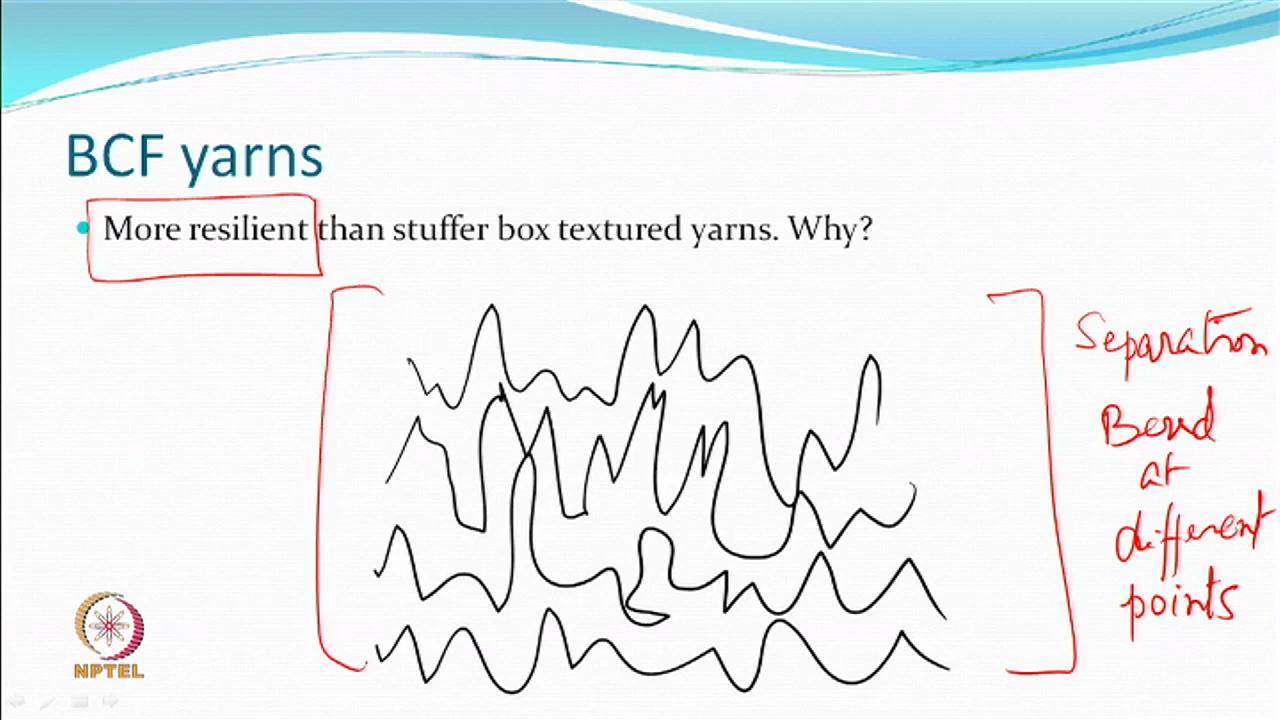 BCF yarns
More resilient than stuffer box textured yarns. Why?
Separation
Bend
at
different
points
NPTEL